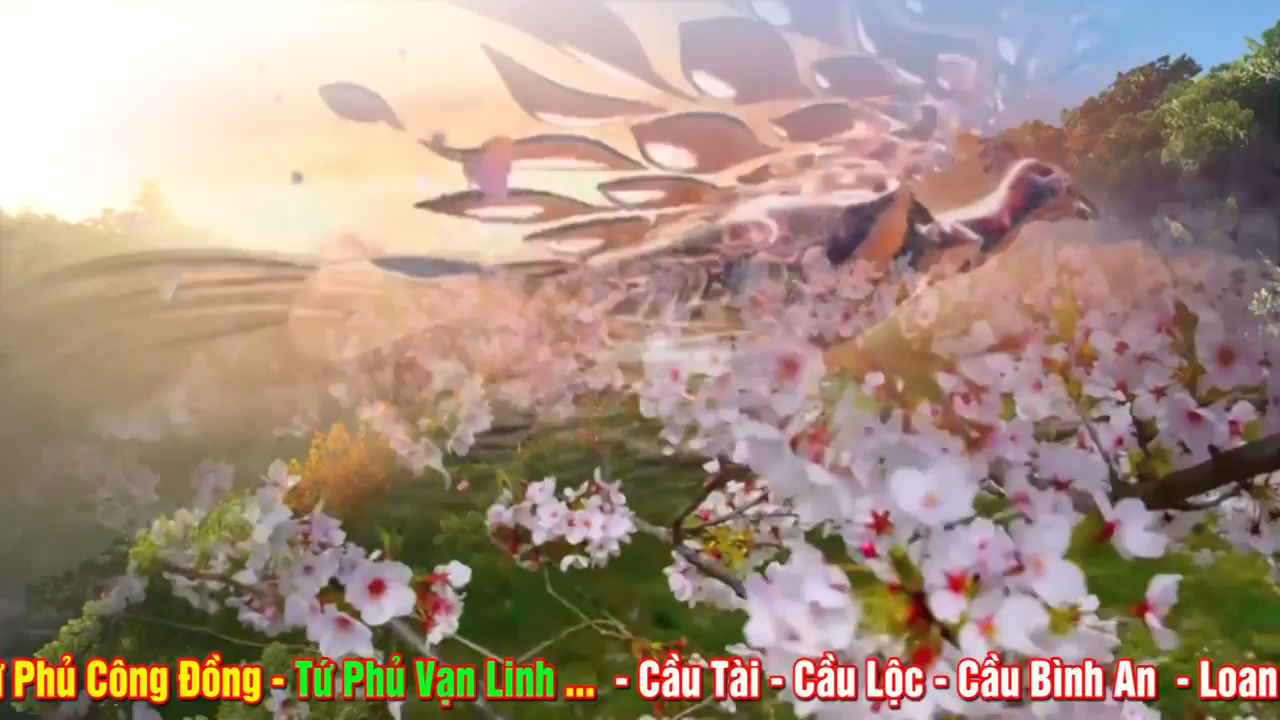 Phủ Công Đồng - Tứ Phủ Vạn Linh ... - Cầu Tài - Cầu Lộc - Cầu Bình An - Loan